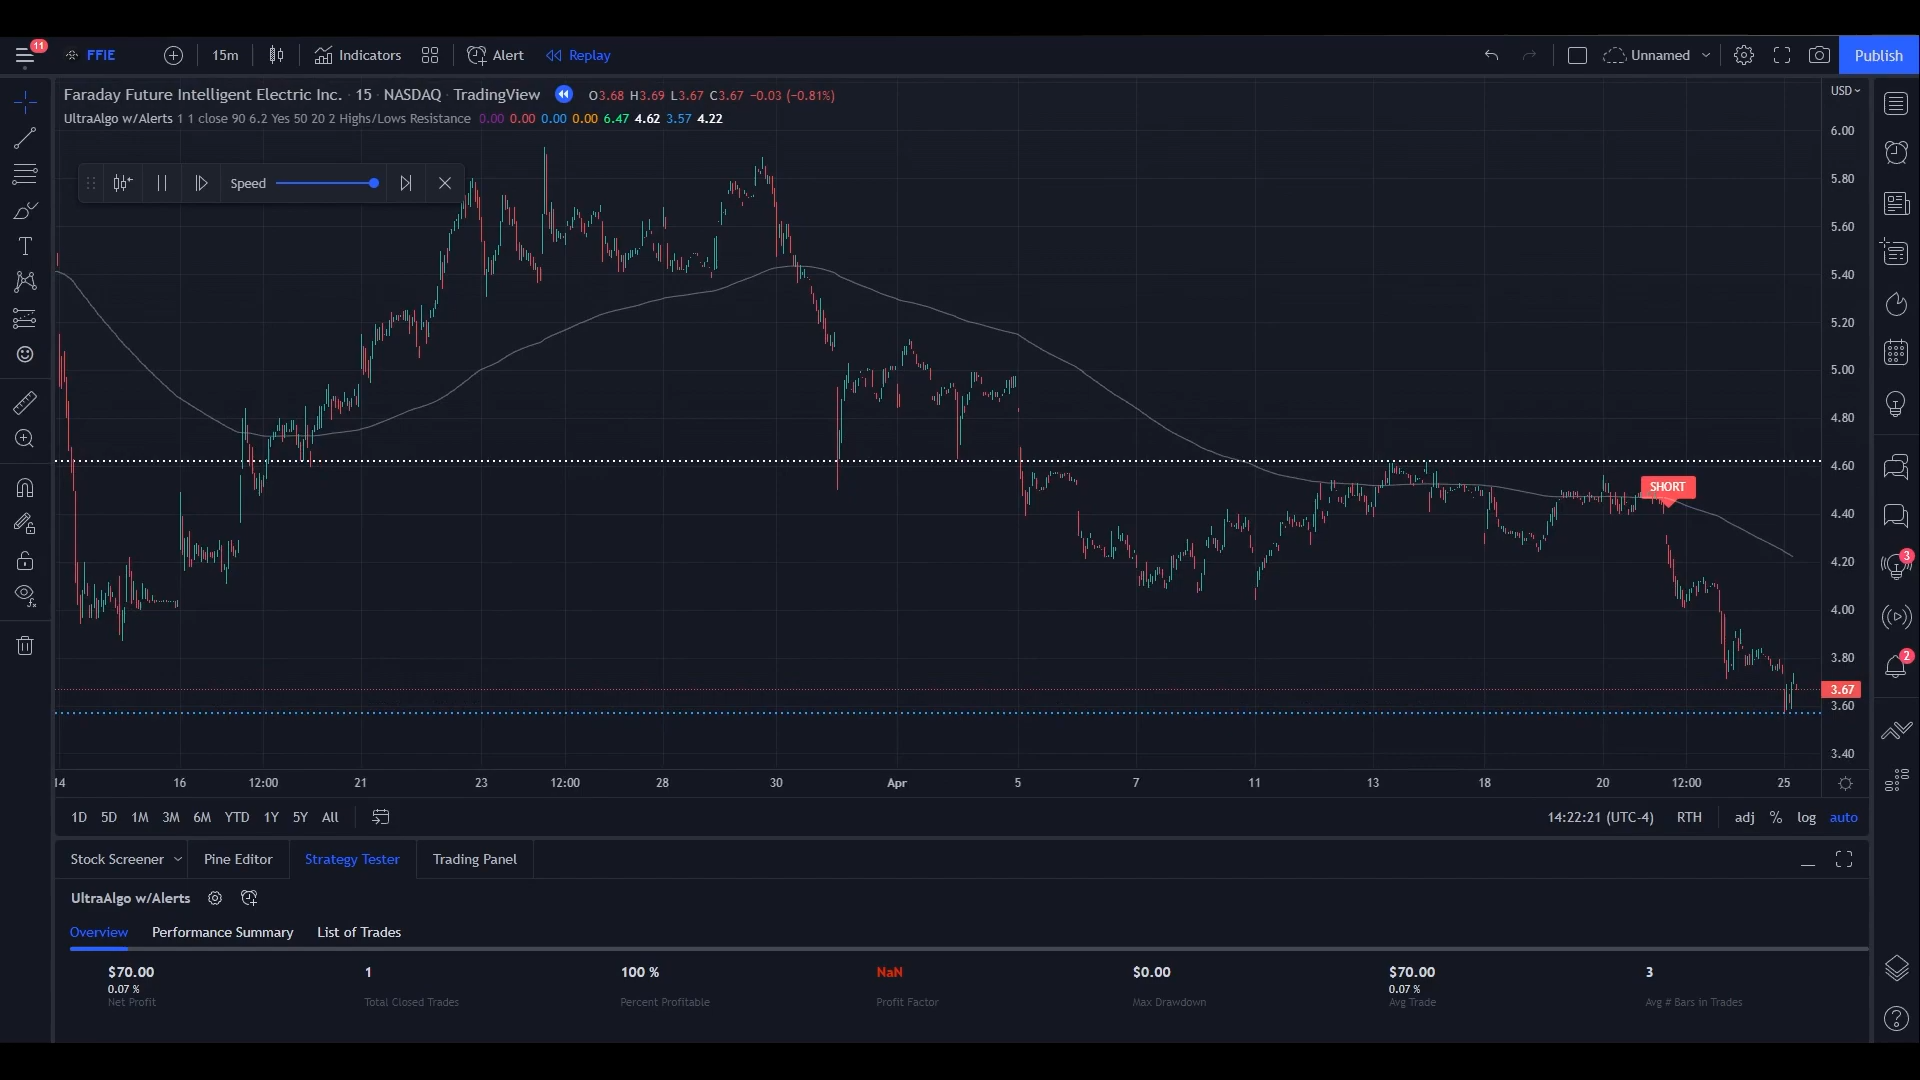 11
FFIE
15m
Indicators
Alert
Replay
Unnamed
Publish
Faraday Future Intelligent Electric Inc. · 15 · NASDAQ · TradingView
O3.68 H3.69 L3.67 C3.67 −0.03 (−0.81%)
USD
UltraAlgo w/Alerts 1 1 close 90 6.2 Yes 50 20 2 Highs/Lows Resistance 0.00 0.00 0.00 0.00 6.47 4.62 3.57 4.22
Speed
6.00
5.80
5.60
5.40
5.20
5.00
4.80
4.60
SHORT
4.40
4.20
4.00
3.80
3.67
3.60
3.40
3
2
14 16 12:00 21 23 12:00 28 30 Apr 5 7 11 13 18 20 12:00 25
1D 5D 1M 3M 6M YTD 1Y 5Y All
14:22:21 (UTC-4) RTH adj % log auto
Stock Screener Pine Editor Strategy Tester Trading Panel
UltraAlgo w/Alerts
Overview Performance Summary List of Trades
$70.00 1 100 % NaN $0.00 $70.00 3
0.07 % 0.07 %
Net Profit Total Closed Trades Percent Profitable Profit Factor Max Drawdown Avg Trade Avg # Bars in Trades